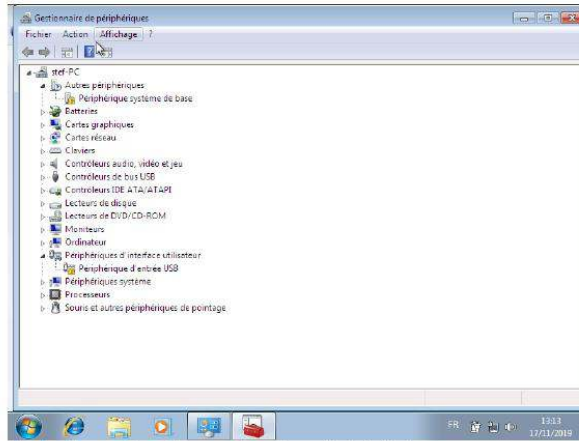 Gestionnaire de périphériques
Fichier Action Affichage ?
stef-PC
Autres périphériques
Périphérique système de base
Batteries
Cartes graphiques
Cartes réseau
Claviers
Contrôleurs audio, vidéo et jeu
Contrôleurs de bus USB
Contrôleurs IDE ATA/ATAPI
Lecteurs de disque
Lecteurs de DVD/CD-ROM
Moniteurs
Ordinateur
Périphériques d'interface utilisateur
Périphérique d'entrée USB
Périphériques système
Processeurs
Souris et autres périphériques de pointage
FR
13:13
17/11/2019